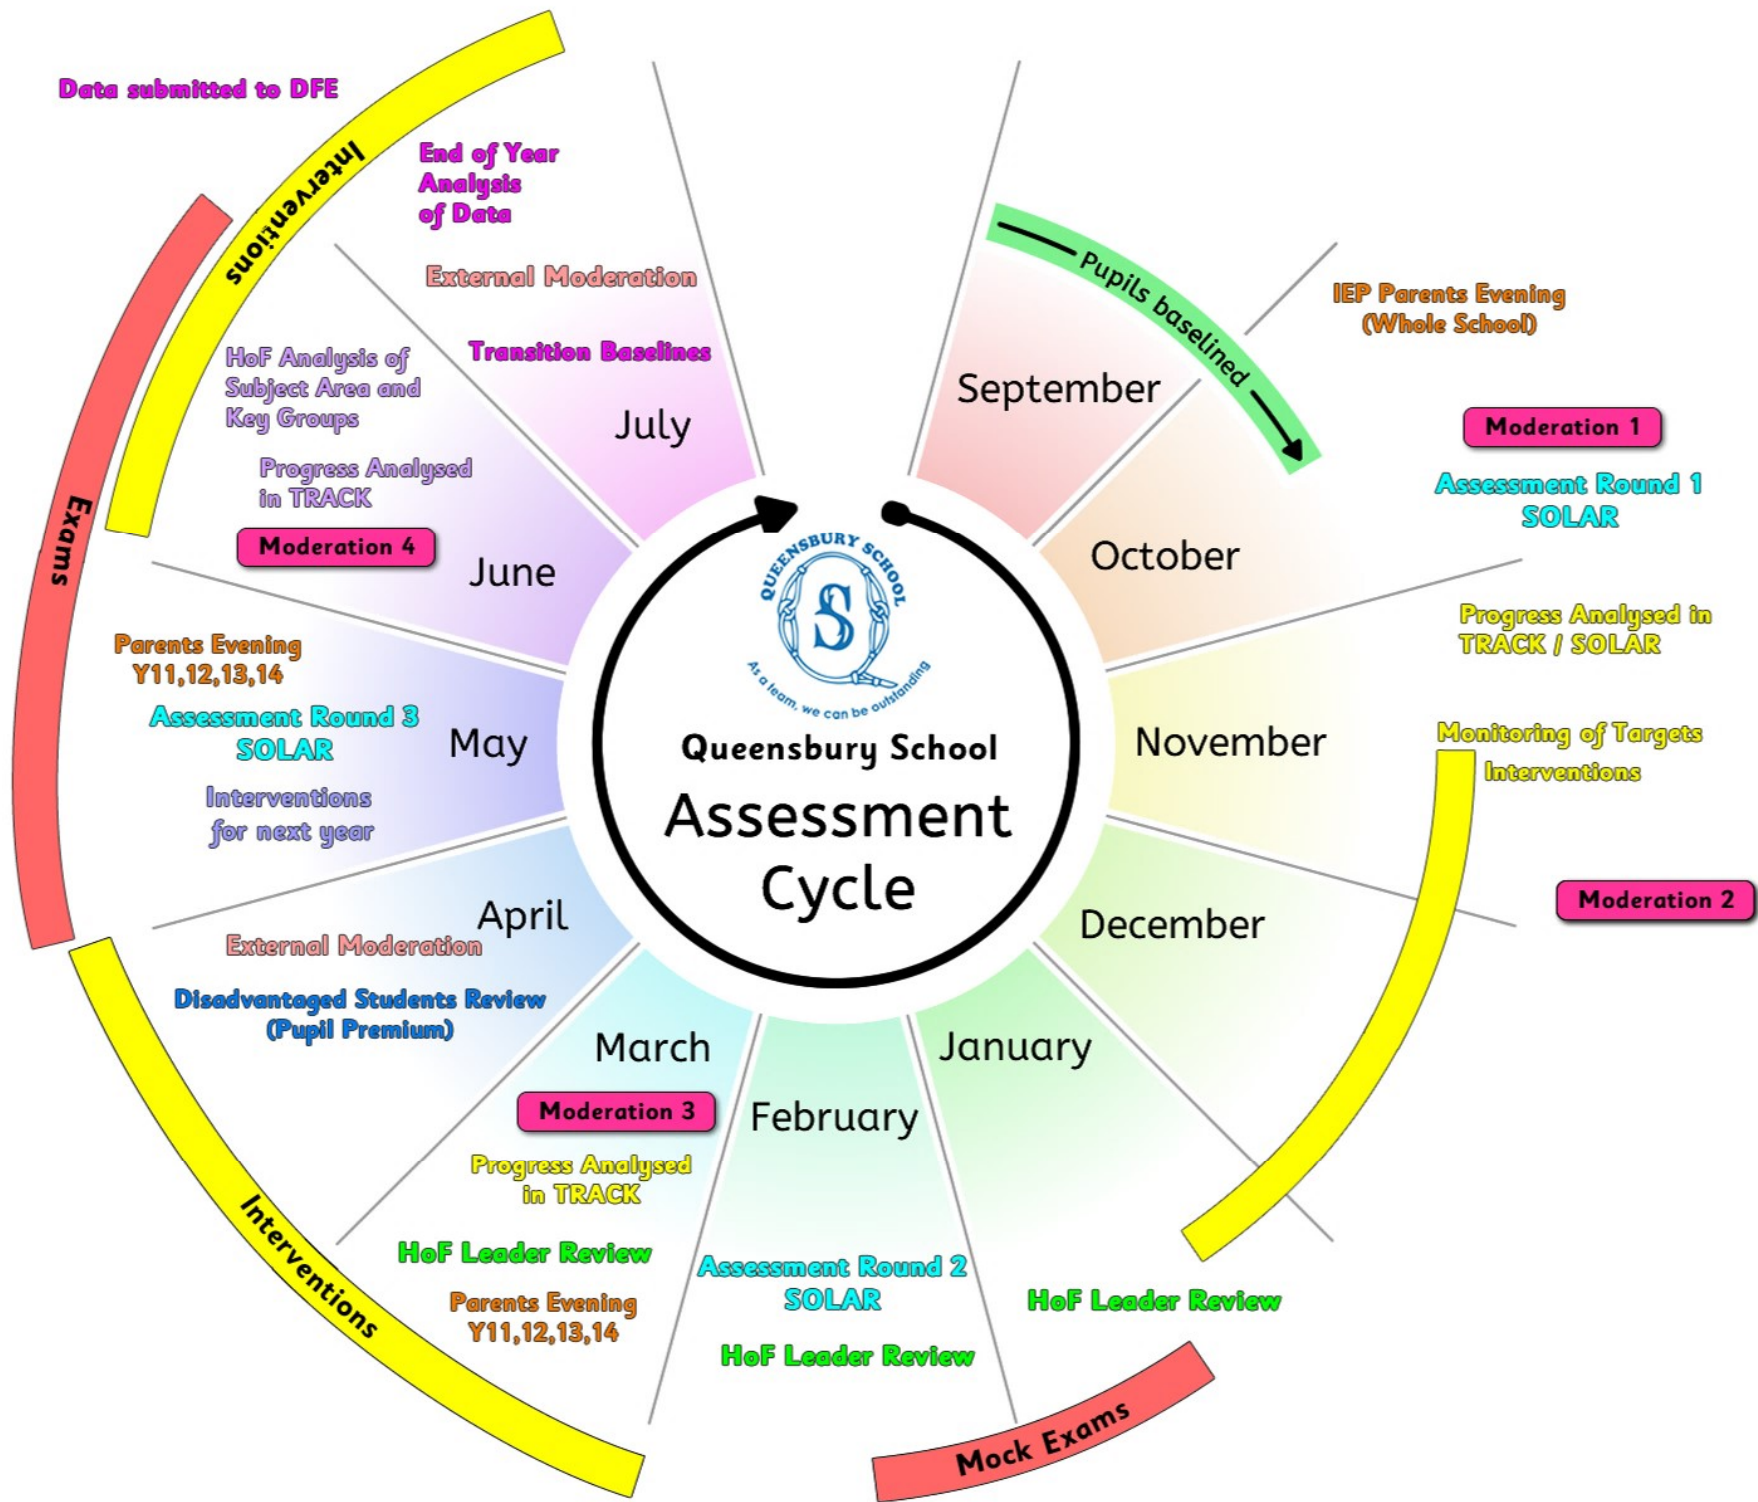 QUEENSBURY SCHOOL
QS
As a team, we can be outstanding
Queensbury School
Assessment
Cycle
September
Pupils baselined
October
IEP Parents Evening
(Whole School)
Moderation 1
Assessment Round 1
SOLAR
November
Progress Analysed in
TRACK / SOLAR
Monitoring of Targets
Interventions
December
Moderation 2
January
HoF Leader Review
Mock Exams
February
Assessment Round 2
SOLAR
HoF Leader Review
March
Moderation 3
Progress Analysed
in TRACK
HoF Leader Review
Parents Evening
Y11,12,13,14
Interventions
April
External Moderation
Disadvantaged Students Review
(Pupil Premium)
May
Parents Evening
Y11,12,13,14
Assessment Round 3
SOLAR
Interventions
for next year
Exams
June
HoF Analysis of
Subject Area and
Key Groups
Progress Analysed
in TRACK
Moderation 4
Interventions
July
Data submitted to DFE
End of Year
Analysis
of Data
External Moderation
Transition Baselines